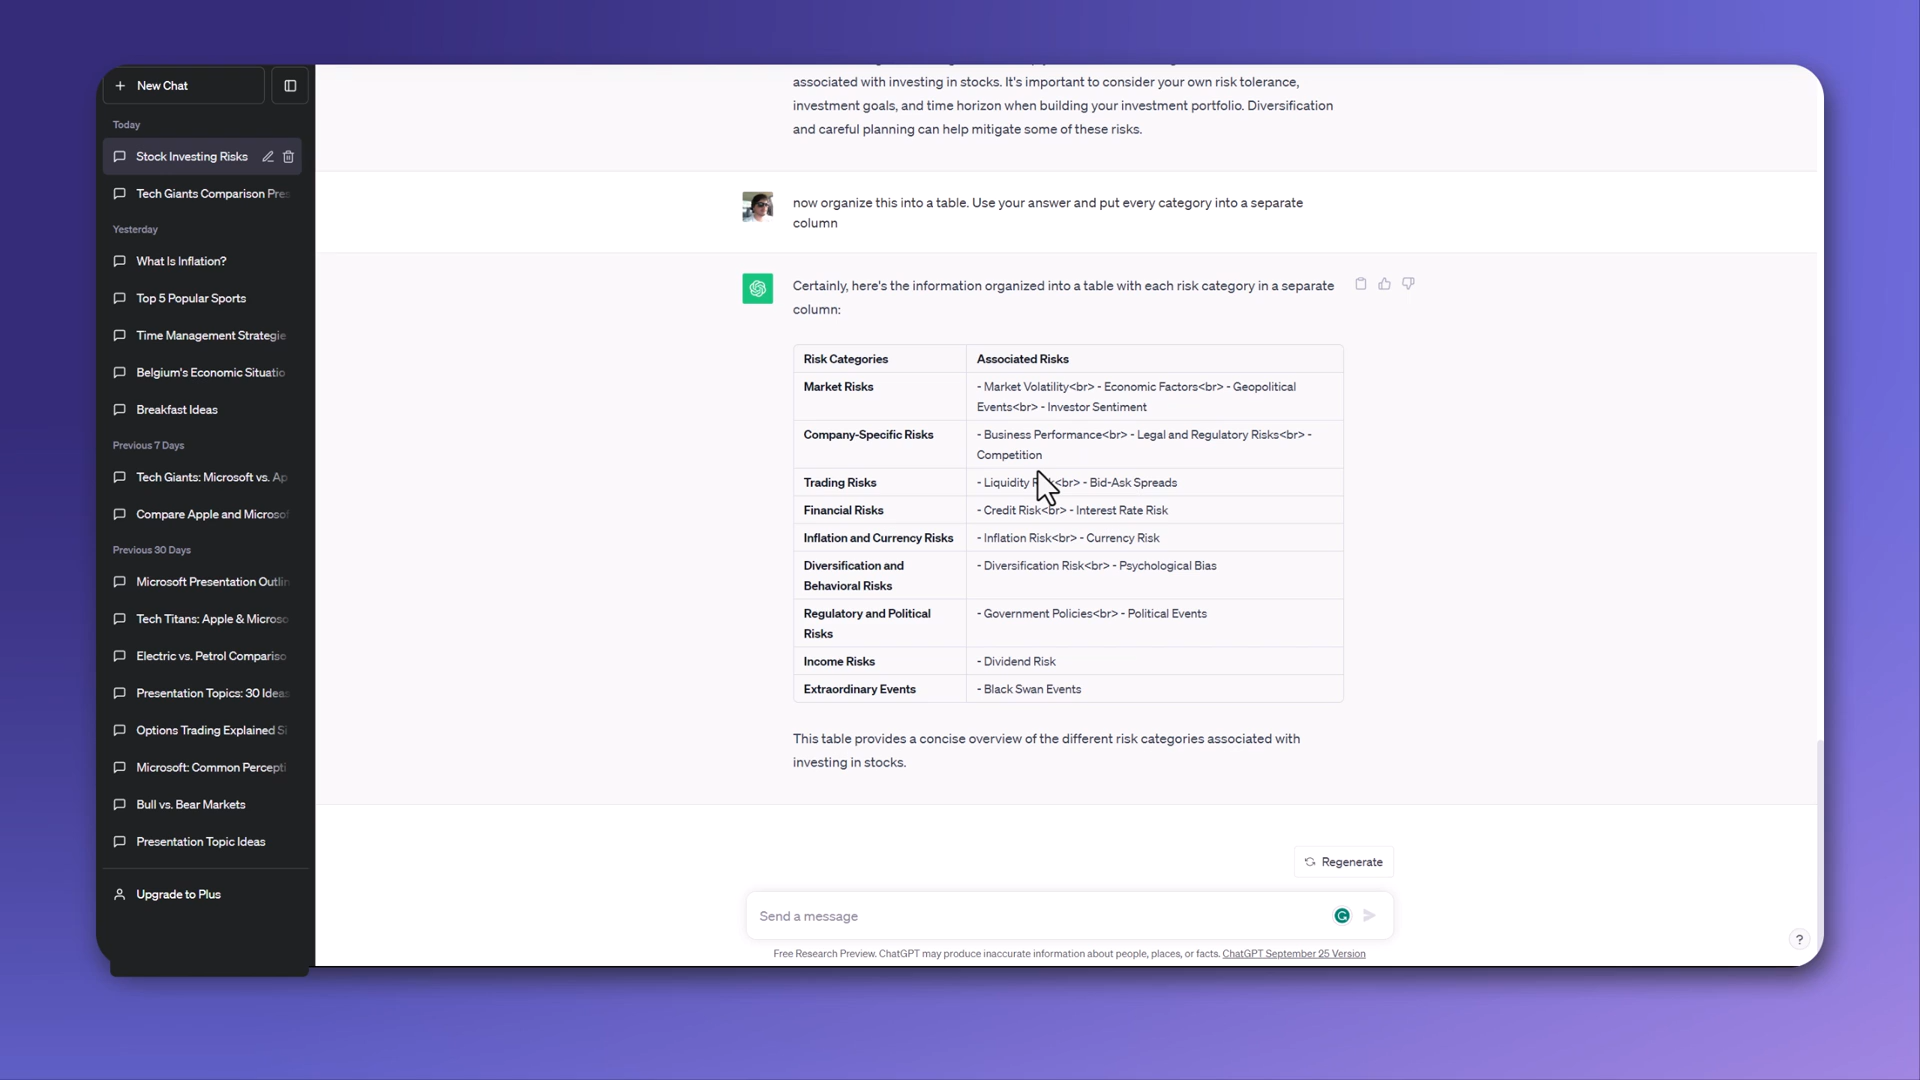 New Chat
Today
Stock Investing Risks
Tech Giants Comparison Pres
Yesterday
What Is Inflation?
Top 5 Popular Sports
Time Management Strategie
Belgium's Economic Situatio
Breakfast Ideas
Previous 7 Days
Tech Giants: Microsoft vs. Ap
Compare Apple and Microsof
Previous 30 Days
Microsoft Presentation Outlin
Tech Titans: Apple & Microso
Electric vs. Petrol Compariso
Presentation Topics: 30 Ideas
Options Trading Explained Si
Microsoft: Common Percepti
Bull vs. Bear Markets
Presentation Topic Ideas
Upgrade to Plus
associated with investing in stocks. It's important to consider your own risk tolerance,
investment goals, and time horizon when building your investment portfolio. Diversification
and careful planning can help mitigate some of these risks.
now organize this into a table. Use your answer and put every category into a separate
column
Certainly, here's the information organized into a table with each risk category in a separate
column:
Risk Categories
Associated Risks
Market Risks
- Market Volatility<br> - Economic Factors<br> - Geopolitical
Events<br> - Investor Sentiment
Company-Specific Risks
- Business Performance<br> - Legal and Regulatory Risks<br> -
Competition
Trading Risks
- Liquidity <br> - Bid-Ask Spreads
Financial Risks
- Credit Risk<br> - Interest Rate Risk
Inflation and Currency Risks
- Inflation Risk<br> - Currency Risk
Diversification and
Behavioral Risks
- Diversification Risk<br> - Psychological Bias
Regulatory and Political
Risks
- Government Policies<br> - Political Events
Income Risks
- Dividend Risk
Extraordinary Events
- Black Swan Events
This table provides a concise overview of the different risk categories associated with
investing in stocks.
Regenerate
Send a message
Free Research Preview. ChatGPT may produce inaccurate information about people, places, or facts. ChatGPT September 25 Version
?